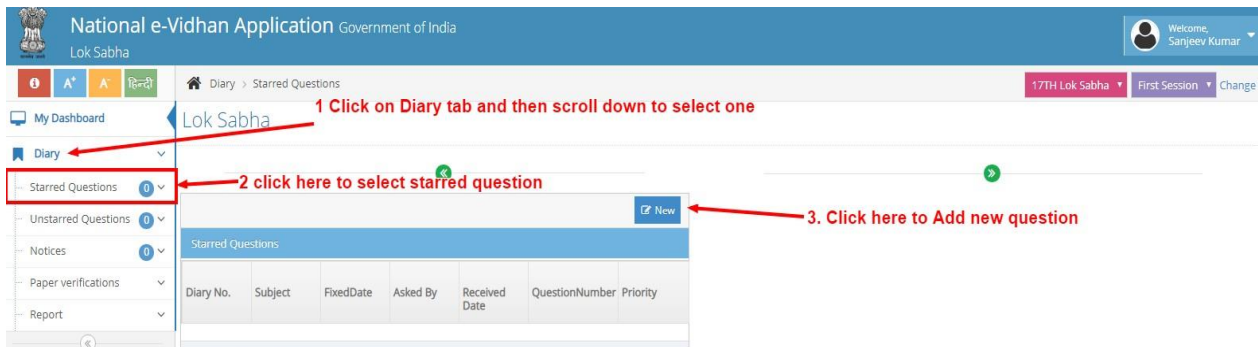 National e-Vidhan Application Government of India
Lok Sabha
Welcome,
Sanjeev Kumar
A+ A- हिन्दी
Diary > Starred Questions
17TH Lok Sabha First Session Change
1 Click on Diary tab and then scroll down to select one
My Dashboard
Lok Sabha
Diary
Starred Questions 0
2 click here to select starred question
Unstarred Questions 0
New
3. Click here to Add new question
Notices 0
Starred Questions
Paper verifications
Diary No. Subject FixedDate Asked By Received Date QuestionNumber Priority
Report